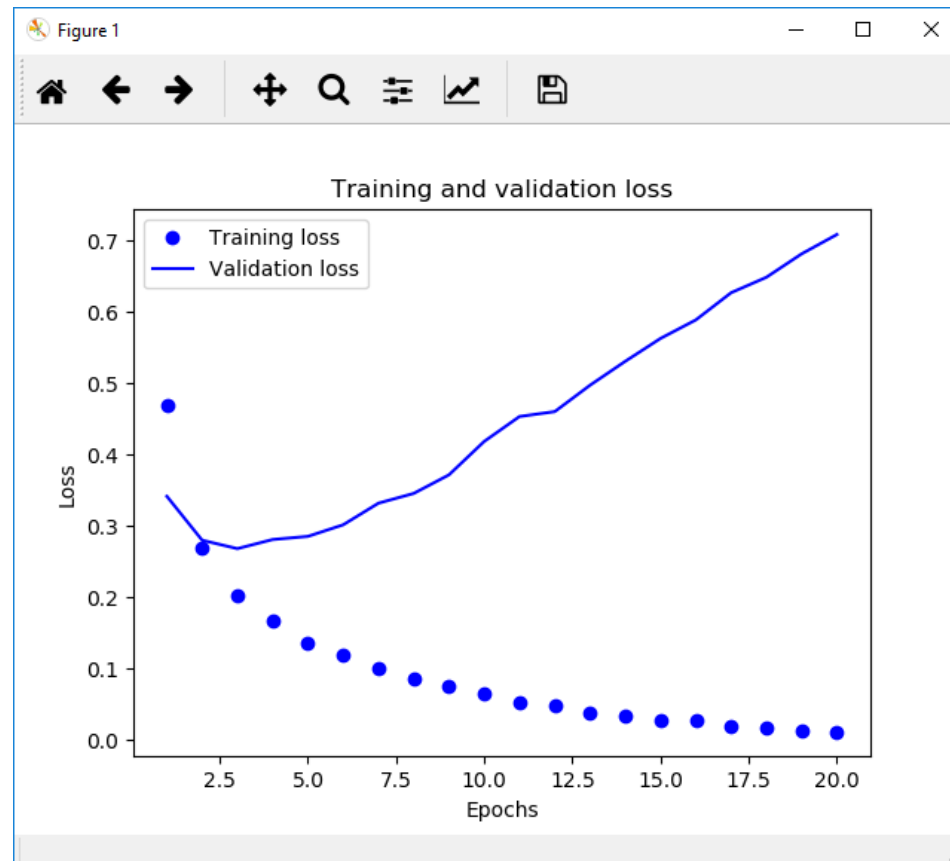 Figure 1
Training and validation loss
Training loss
Validation loss
0.7
0.6
0.5
0.4
0.3
0.2
0.1
0.0
Loss
2.5 5.0 7.5 10.0 12.5 15.0 17.5 20.0
Epochs